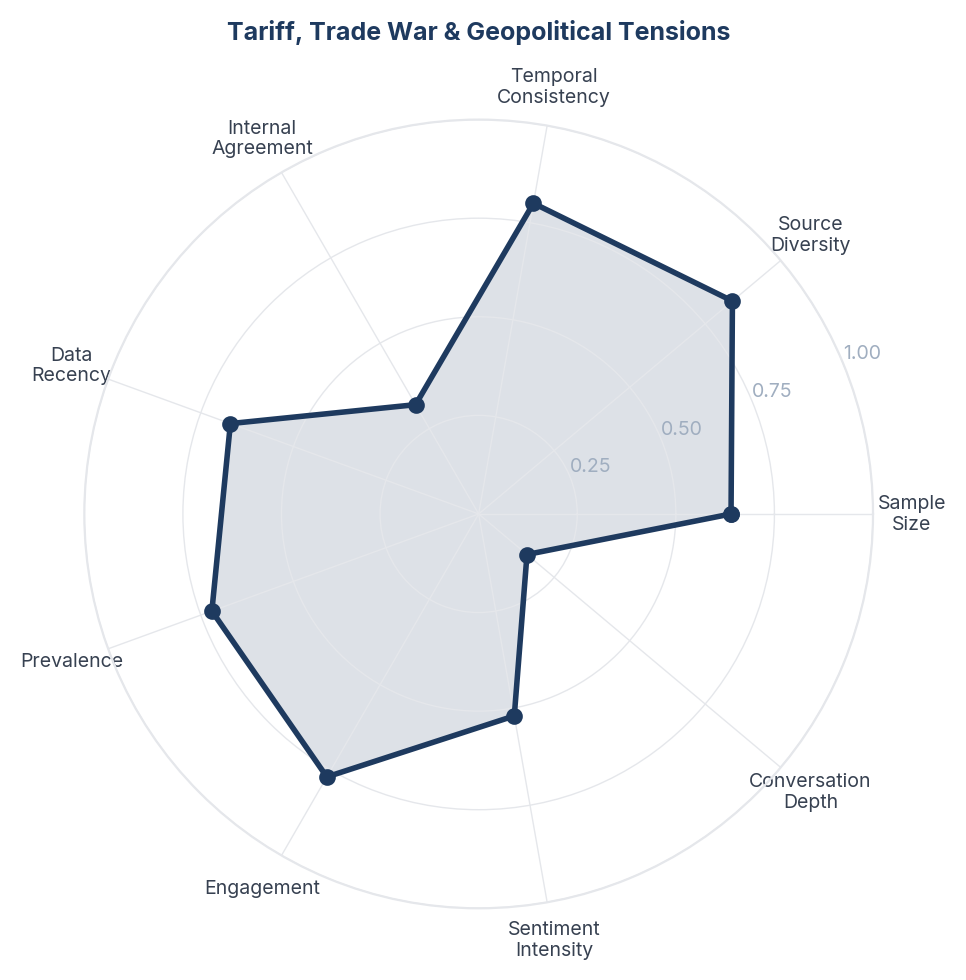 Tariff, Trade War & Geopolitical Tensions
Temporal
Consistency
Internal
Agreement
Source
Diversity
Data
Recency
1.00
0.75
0.50
0.25
Sample
Size
Prevalence
Conversation
Depth
Engagement
Sentiment
Intensity